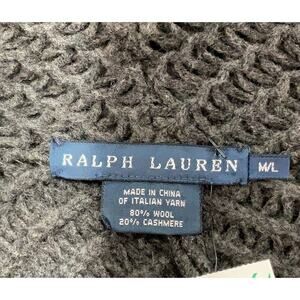 RALPH LAUREN M/L
MADE IN CHINA
OF ITALIAN YARN
80% WOOL
20% CASHMERE